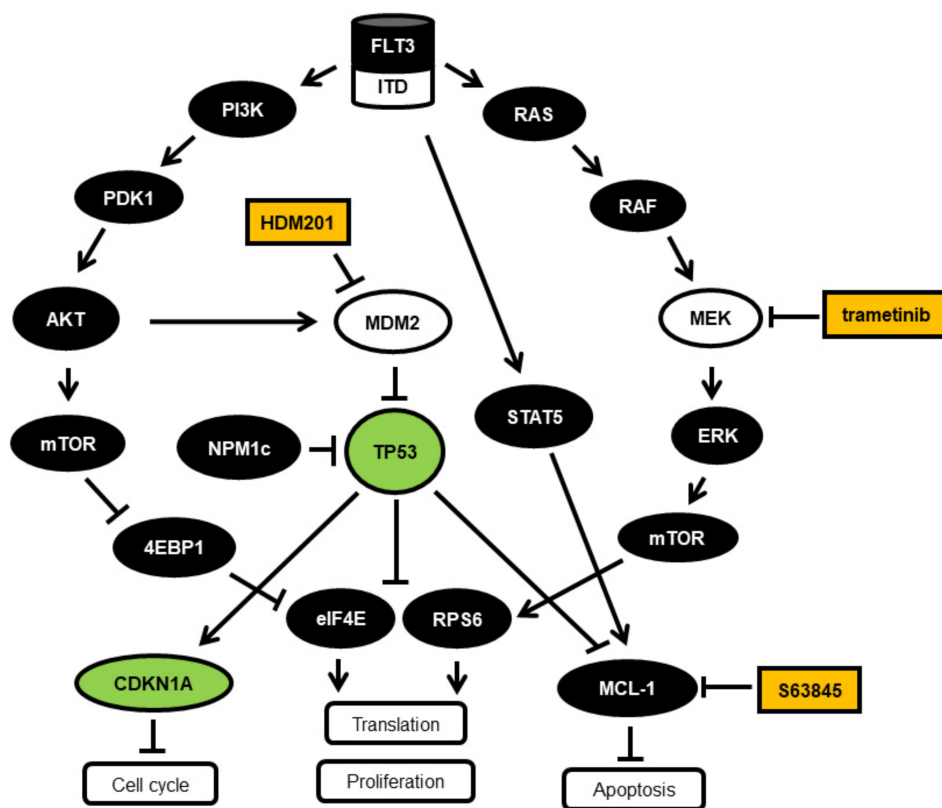 FLT3
ITD
PI3K
RAS
PDK1
RAF
HDM201
AKT
MDM2
MEK
trametinib
mTOR
NPM1c
TP53
STAT5
ERK
4EBP1
mTOR
eIF4E
RPS6
CDKN1A
MCL-1
S63845
Translation
Cell cycle
Proliferation
Apoptosis